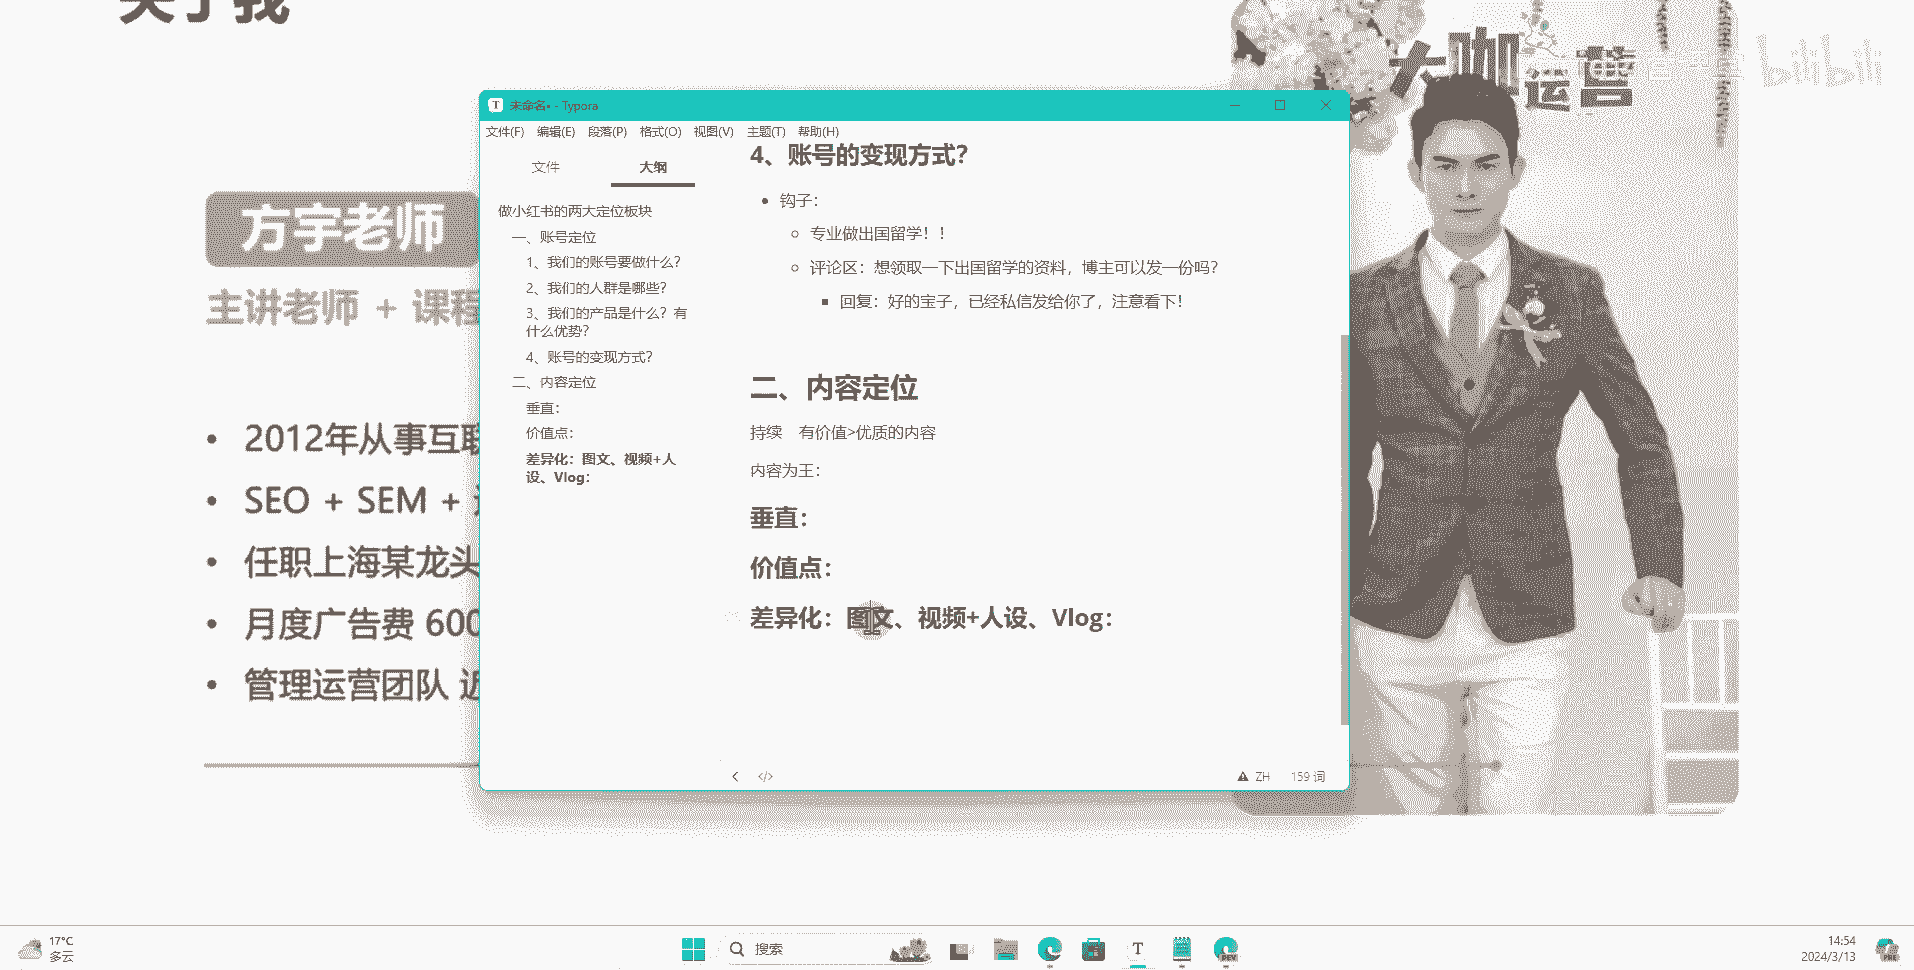 关于我
大咖运营
bilibili
方宇老师
主讲老师 + 课程
2012年从事互联
SEO + SEM +
任职上海某龙头
月度广告费 600
管理运营团队 近
未命名• - Typora
文件(F) 编辑(E) 段落(P) 格式(O) 视图(V) 主题(T) 帮助(H)
文件 大纲
做小红书的两大定位板块
一、账号定位
1、我们的账号要做什么?
2、我们的人群是哪些?
3、我们的产品是什么? 有
什么优势?
4、账号的变现方式?
二、内容定位
垂直:
价值点:
差异化: 图文、视频+人
设、Vlog:
4、账号的变现方式?
钩子:
专业做出国留学! !
评论区: 想领取一下出国留学的资料, 博主可以发一份吗?
回复: 好的宝子, 已经私信发给你了, 注意看下!
二、内容定位
持续 有价值>优质的内容
内容为王:
垂直:
价值点:
差异化: 图文、视频+人设、Vlog:
ZH 159 词
17°C
多云
搜索
T
DEV
14:54
2024/3/13
PRE